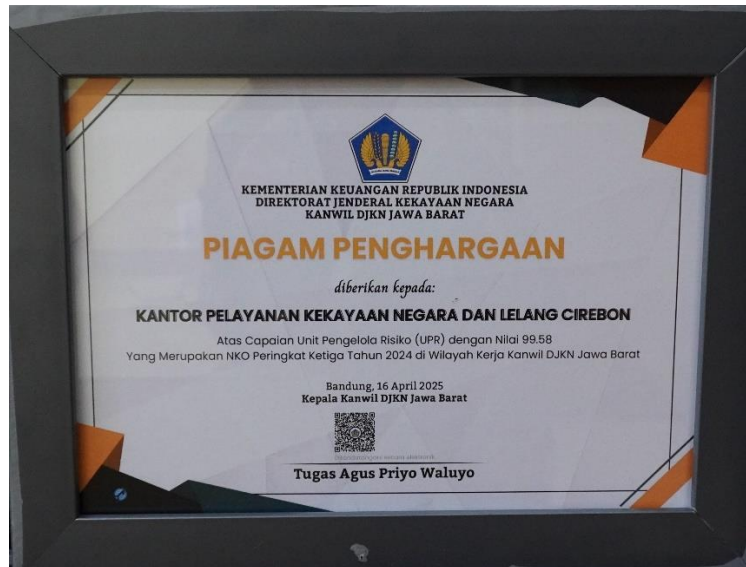 KEMENTERIAN KEUANGAN REPUBLIK INDONESIA
DIREKTORAT JENDERAL KEKAYAAN NEGARA
KANWIL DJKN JAWA BARAT
PIAGAM PENGHARGAAN
diberikan kepada:
KANTOR PELAYANAN KEKAYAAN NEGARA DAN LELANG CIREBON
Atas Capaian Unit Pengelola Risiko (UPR) dengan Nilai 99.58
Yang Merupakan NKO Peringkat Ketiga Tahun 2024 di Wilayah Kerja Kanwil DJKN Jawa Barat
Bandung, 16 April 2025
Kepala Kanwil DJKN Jawa Barat
Ditandatangani secara elektronik
Tugas Agus Priyo Waluyo